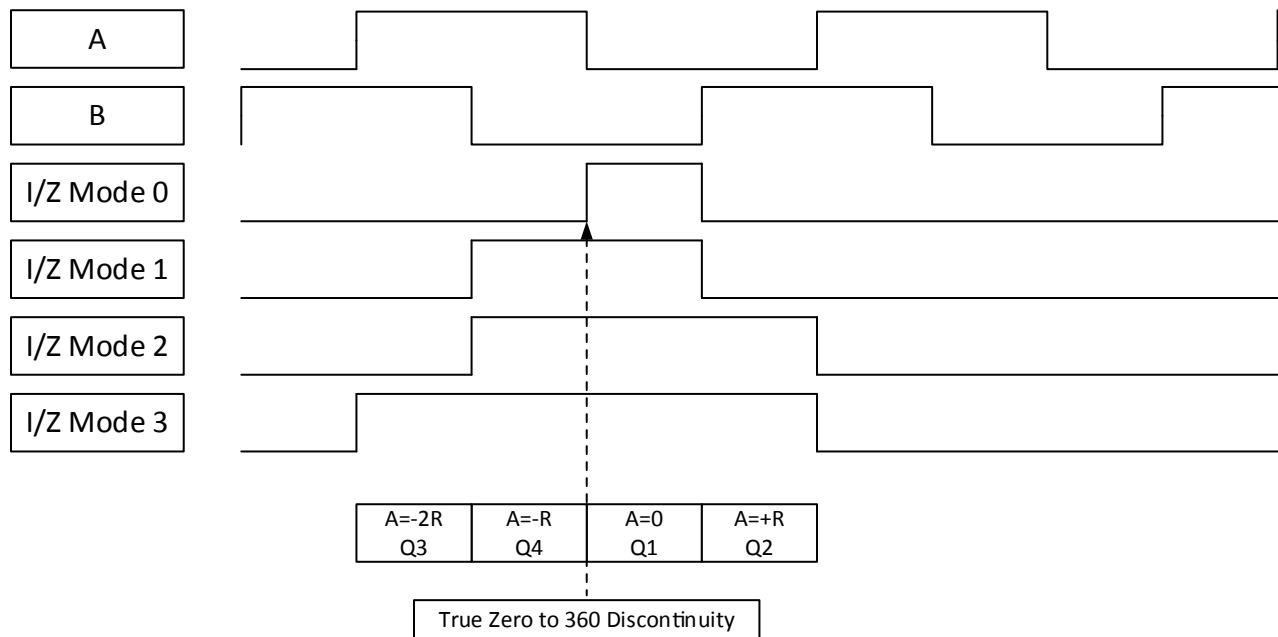 A
B
I/Z Mode 0
I/Z Mode 1
I/Z Mode 2
I/Z Mode 3
A=-2R A=-R A=0 A=+R
Q3 Q4 Q1 Q2
True Zero to 360 Discontinuity